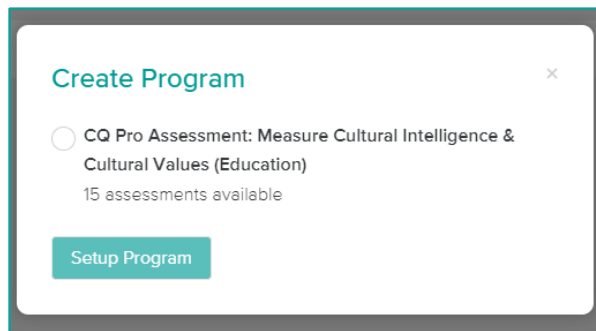 Create Program
CQ Pro Assessment: Measure Cultural Intelligence &
Cultural Values (Education)
15 assessments available
Setup Program